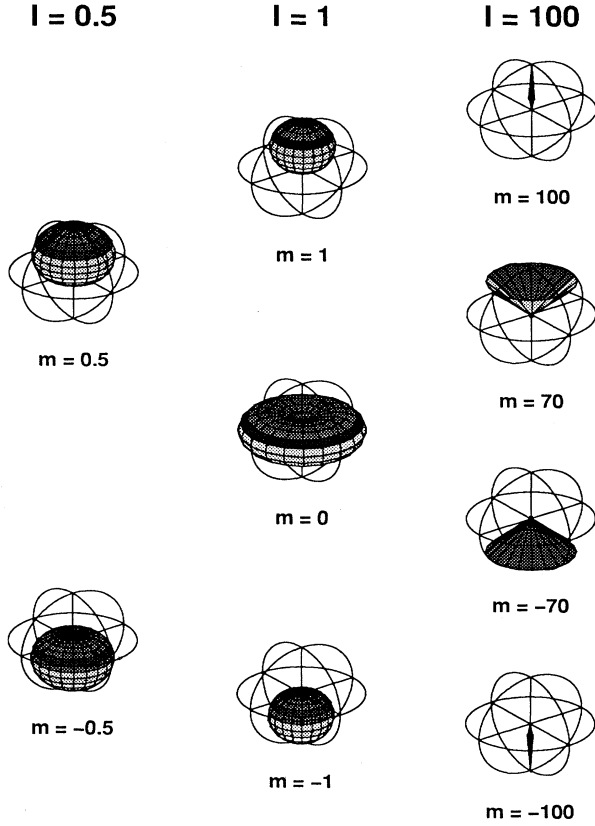 I = 0.5
I = 1
I = 100
m = 100
m = 1
m = 0.5
m = 70
m = 0
m = −70
m = −0.5
m = −1
m = −100